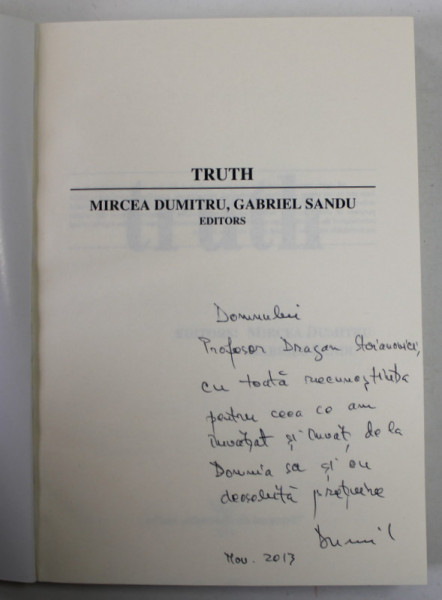 TRUTH
MIRCEA DUMITRU, GABRIEL SANDU
EDITORS
Domnului
Profesor Dragan Stoianovici,
cu toată recunoștința
pentru ceea ce am
învățat și învăț de la
Domnia sa și cu
deosebită prețuire
Nov. 2013